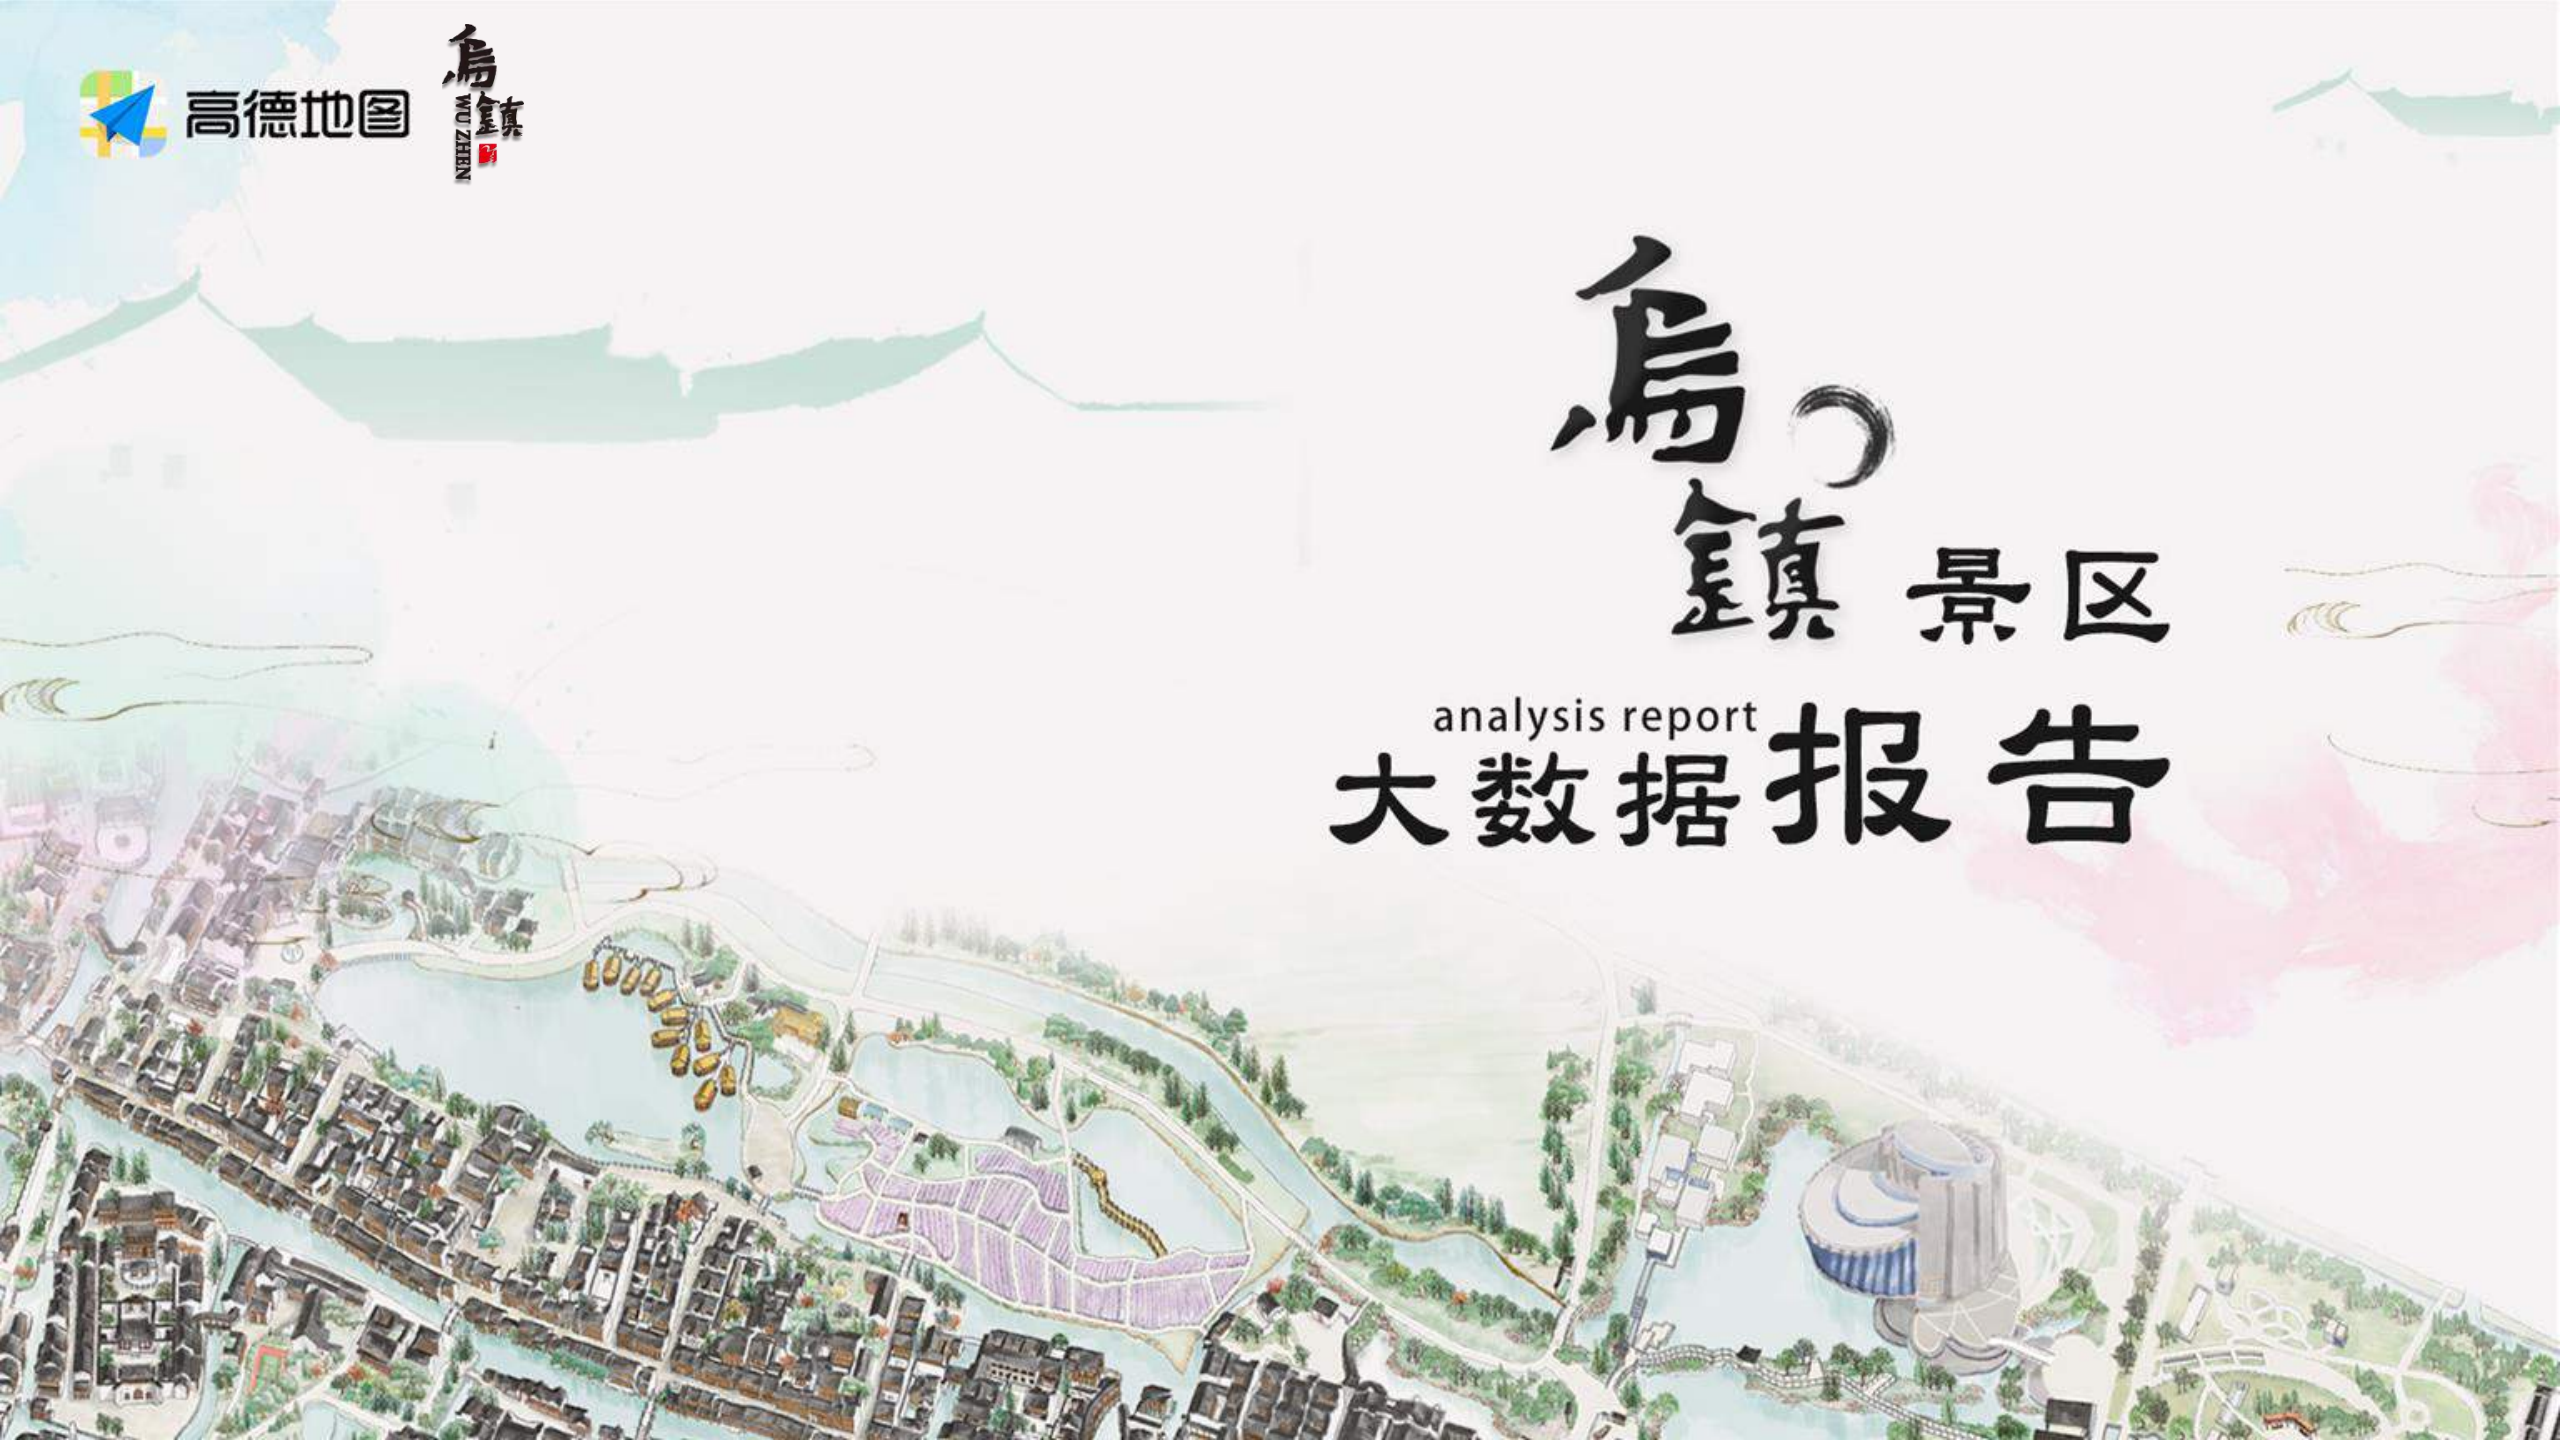 高德地图
烏鎮
WU ZHEN
烏
鎮景区
analysis report
大数据报告